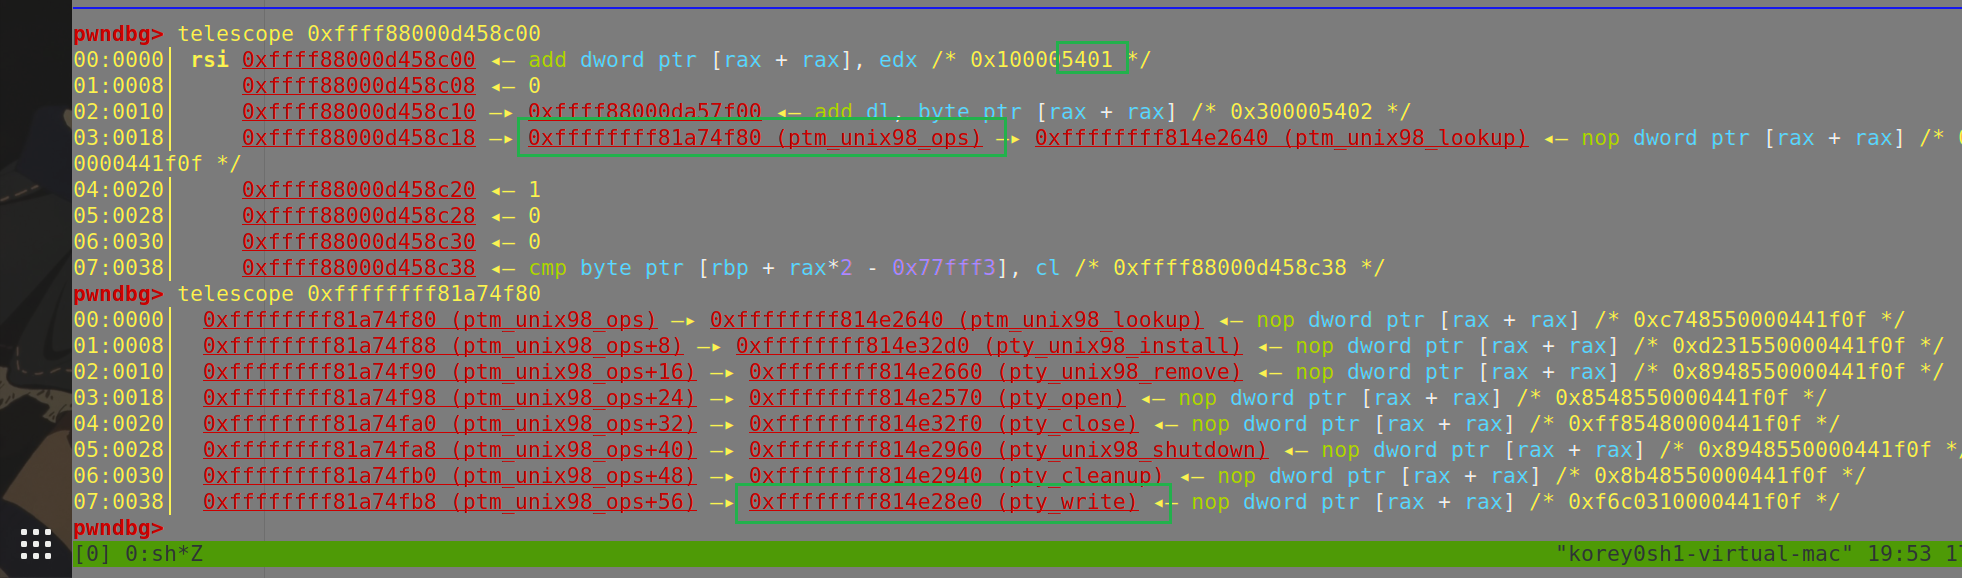 pwndbg> telescope 0xffff88000d458c00
00:0000│ rsi 0xffff88000d458c00 ◂— add dword ptr [rax + rax], edx /* 0x100005401 */
01:0008│ 0xffff88000d458c08 ◂— 0
02:0010│ 0xffff88000d458c10 —▸ 0xffff88000da57f00 ◂— add dl, byte ptr [rax + rax] /* 0x300005402 */
03:0018│ 0xffff88000d458c18 —▸ 0xffffffff81a74f80 (ptm_unix98_ops) —▸ 0xffffffff814e2640 (ptm_unix98_lookup) ◂— nop dword ptr [rax + rax] /*
0000441f0f */
04:0020│ 0xffff88000d458c20 ◂— 1
05:0028│ 0xffff88000d458c28 ◂— 0
06:0030│ 0xffff88000d458c30 ◂— 0
07:0038│ 0xffff88000d458c38 ◂— cmp byte ptr [rbp + rax*2 - 0x77fff3], cl /* 0xffff88000d458c38 */
pwndbg> telescope 0xffffffff81a74f80
00:0000│ 0xffffffff81a74f80 (ptm_unix98_ops) —▸ 0xffffffff814e2640 (ptm_unix98_lookup) ◂— nop dword ptr [rax + rax] /* 0xc748550000441f0f */
01:0008│ 0xffffffff81a74f88 (ptm_unix98_ops+8) —▸ 0xffffffff814e32d0 (pty_unix98_install) ◂— nop dword ptr [rax + rax] /* 0xd231550000441f0f */
02:0010│ 0xffffffff81a74f90 (ptm_unix98_ops+16) —▸ 0xffffffff814e2660 (pty_unix98_remove) ◂— nop dword ptr [rax + rax] /* 0x8948550000441f0f */
03:0018│ 0xffffffff81a74f98 (ptm_unix98_ops+24) —▸ 0xffffffff814e2570 (pty_open) ◂— nop dword ptr [rax + rax] /* 0x8548550000441f0f */
04:0020│ 0xffffffff81a74fa0 (ptm_unix98_ops+32) —▸ 0xffffffff814e32f0 (pty_close) ◂— nop dword ptr [rax + rax] /* 0xff85480000441f0f */
05:0028│ 0xffffffff81a74fa8 (ptm_unix98_ops+40) —▸ 0xffffffff814e2960 (pty_unix98_shutdown) ◂— nop dword ptr [rax + rax] /* 0x8948550000441f0f */
06:0030│ 0xffffffff81a74fb0 (ptm_unix98_ops+48) —▸ 0xffffffff814e2940 (pty_cleanup) ◂— nop dword ptr [rax + rax] /* 0x8b48550000441f0f */
07:0038│ 0xffffffff81a74fb8 (ptm_unix98_ops+56) —▸ 0xffffffff814e28e0 (pty_write) ◂— nop dword ptr [rax + rax] /* 0xf6c0310000441f0f */
pwndbg>
[0] 0:sh*Z "korey0sh1-virtual-mac" 19:53